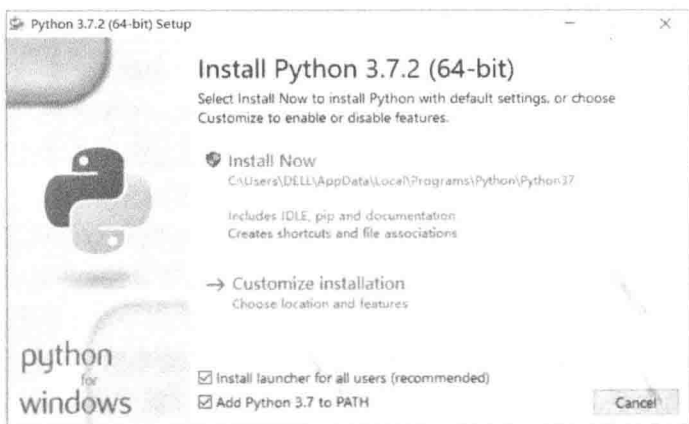 Python 3.7.2 (64-bit) Setup
Install Python 3.7.2 (64-bit)
Select Install Now to install Python with default settings, or choose
Customize to enable or disable features.
Install Now
C:\Users\DELL\AppData\Local\Programs\Python\Python37
Includes IDLE, pip and documentation
Creates shortcuts and file associations
→ Customize installation
Choose location and features
python
for
windows
Install launcher for all users (recommended)
Add Python 3.7 to PATH
Cancel